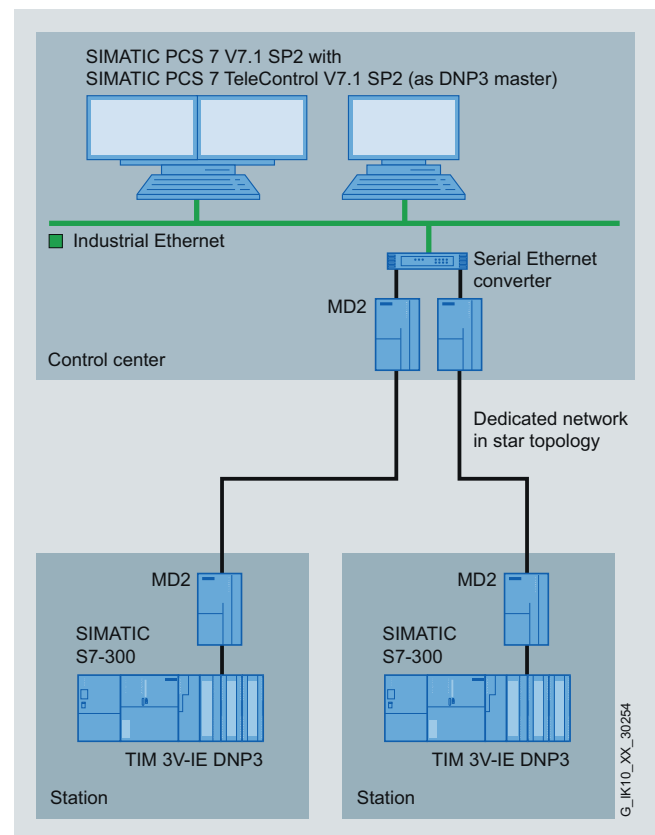 SIMATIC PCS 7 V7.1 SP2 with
SIMATIC PCS 7 TeleControl V7.1 SP2 (as DNP3 master)
Industrial Ethernet
Serial Ethernet
converter
MD2
Control center
Dedicated network
in star topology
MD2
SIMATIC
S7-300
TIM 3V-IE DNP3
Station
MD2
SIMATIC
S7-300
TIM 3V-IE DNP3
Station
G_IK10_XX_30254